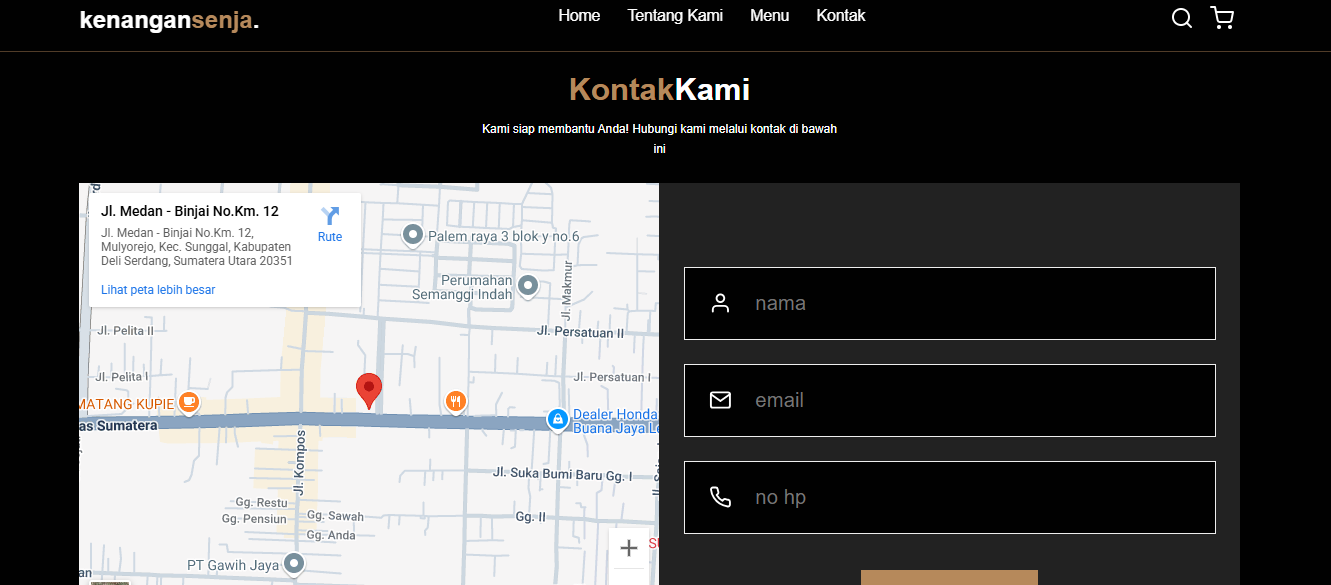 kenangansenja.
Home Tentang Kami Menu Kontak
KontakKami
Kami siap membantu Anda! Hubungi kami melalui kontak di bawah
ini
Jl. Medan - Binjai No.Km. 12
Jl. Medan - Binjai No.Km. 12,
Mulyorejo, Kec. Sunggal, Kabupaten
Deli Serdang, Sumatera Utara 20351
Rute
Lihat peta lebih besar
Palem raya 3 blok y no.6
Perumahan
Semanggi Indah
Jl. Makmur
Jl. Pelita II
Jl. Persatuan II
Jl. Pelita I
Jl. Persatuan I
MATANG KUPIE
as Sumatera
Dealer Honda
Buana Jaya Le
Jl. Kompos
Jl. Suka Bumi Baru Gg. I
Gg. Restu
Gg. Pensiun
Gg. Sawah
Gg. Anda
Gg. II
PT Gawih Jaya
an
nama
email
no hp